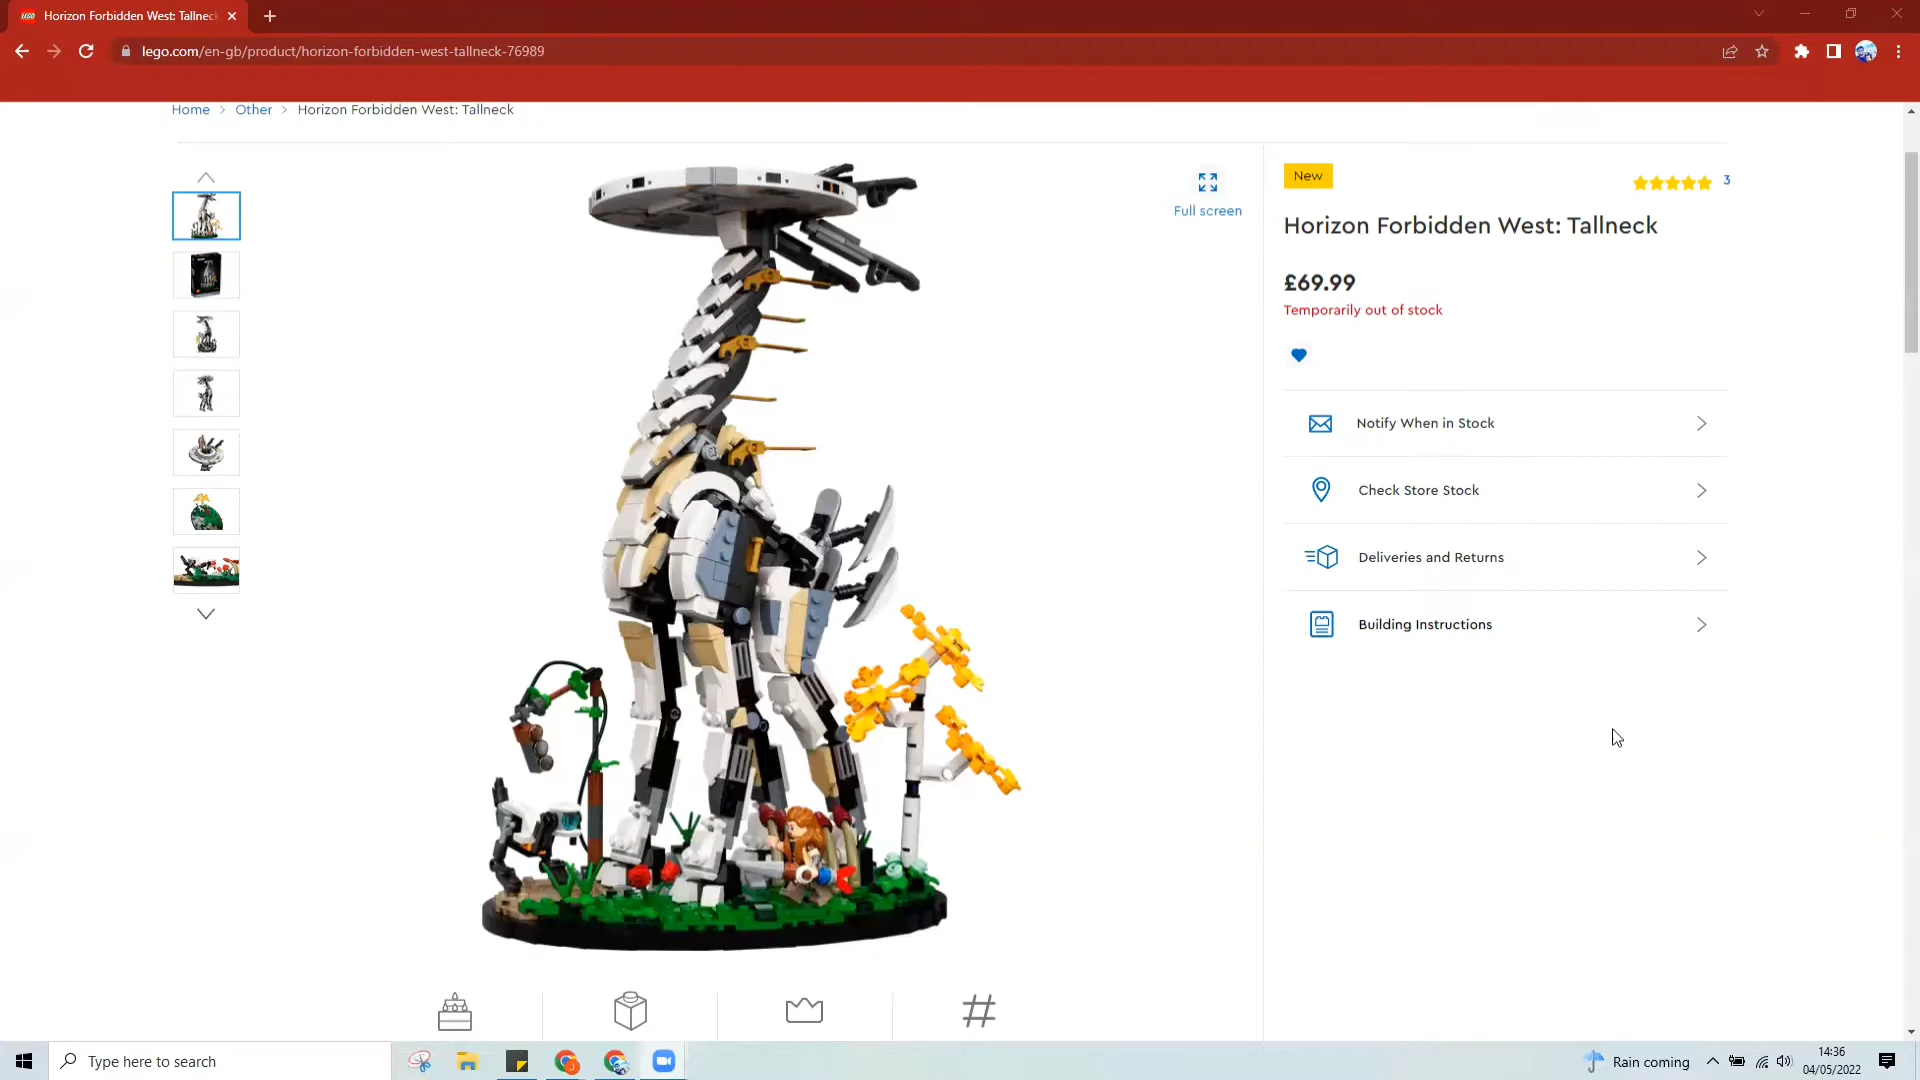 Horizon Forbidden West: Tallnec
lego.com/en-gb/product/horizon-forbidden-west-tallneck-76989
Home > Other > Horizon Forbidden West: Tallneck
Full screen
New
3
Horizon Forbidden West: Tallneck
£69.99
Temporarily out of stock
Notify When in Stock
Check Store Stock
Deliveries and Returns
Building Instructions
Type here to search
Rain coming
14:36
04/05/2022